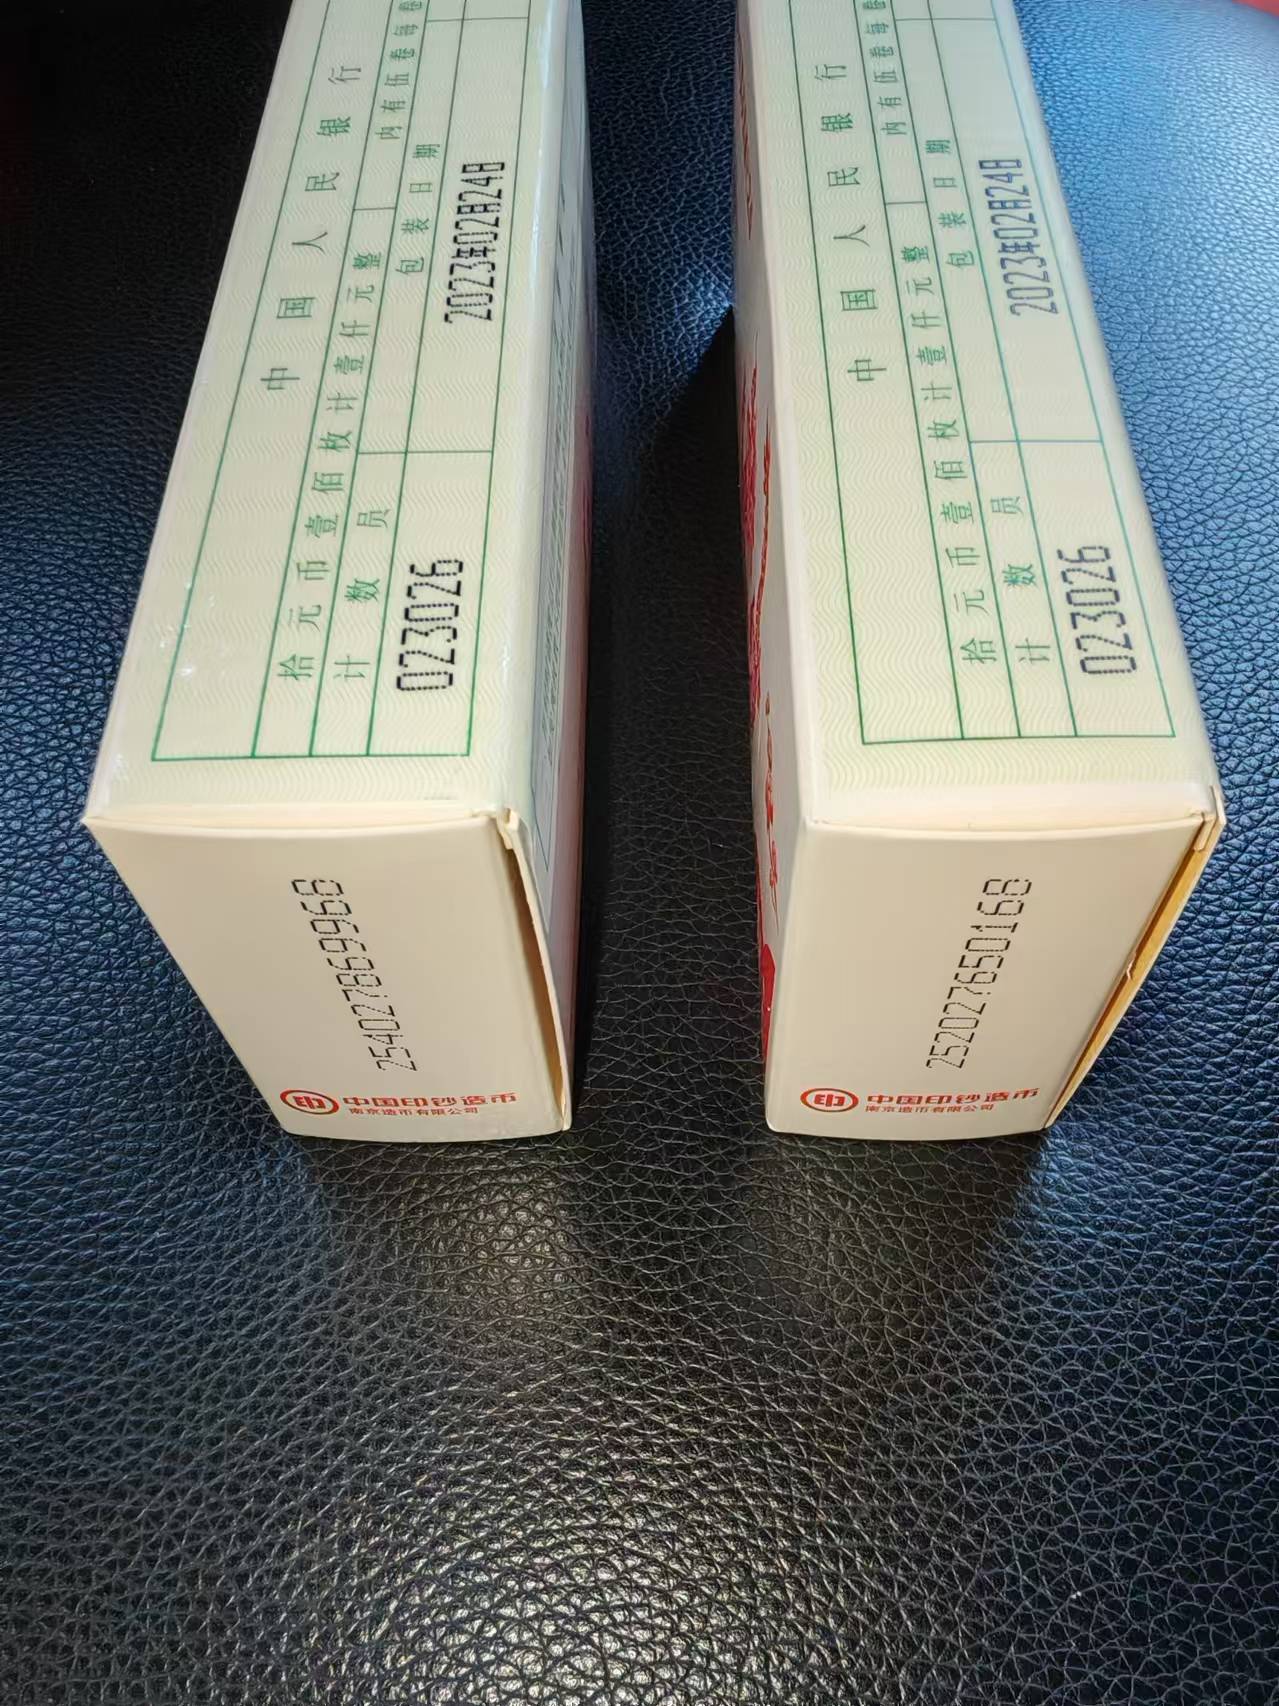 中国人民银行
拾元币壹佰枚计壹仟元整
内有伍卷每卷
计数员
包装日期
023026
2023年02月24日
254027869968
中国印钞造币
南京造币有限公司
中国人民银行
拾元币壹佰枚计壹仟元整
内有伍卷每
计数员
包装日期
023026
2023年02月24日
252027650168
中国印钞造币
南京造币有限公司